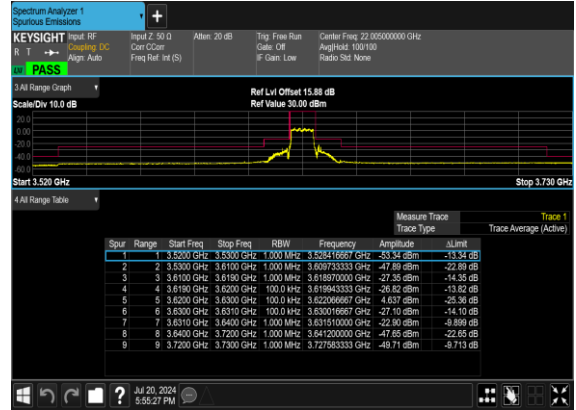 Spectrum Analyzer 1
Spurious Emissions
KEYSIGHT Input: RF Input Z: 50 Ω Atten: 20 dB Trig: Free Run Center Freq: 22.005000000 GHz
R T Coupling: DC Corr CCorr Gate: Off Avg|Hold: 100/100
Align: Auto Freq Ref: Int (S) IF Gain: Low Radio Std: None
PASS
3 All Range Graph
Ref Lvl Offset 15.88 dB
Scale/Div 10.0 dB Ref Value 30.00 dBm
20.0
0.00
-20.0
-40.0
-60.0
Start 3.520 GHz Stop 3.730 GHz
4 All Range Table
Measure Trace Trace 1
Trace Type Trace Average (Active)
Spur Range Start Freq Stop Freq RBW Frequency Amplitude ΔLimit
1 1 3.5200 GHz 3.5300 GHz 1.000 MHz 3.528416667 GHz -53.34 dBm -13.34 dB
2 2 3.5300 GHz 3.6100 GHz 1.000 MHz 3.609733333 GHz -47.89 dBm -22.89 dB
3 3 3.6100 GHz 3.6190 GHz 1.000 MHz 3.618970000 GHz -27.35 dBm -14.35 dB
4 4 3.6190 GHz 3.6200 GHz 100.0 kHz 3.619943333 GHz -26.82 dBm -13.82 dB
5 5 3.6200 GHz 3.6300 GHz 100.0 kHz 3.622066667 GHz 4.637 dBm -25.36 dB
6 6 3.6300 GHz 3.6310 GHz 100.0 kHz 3.630016667 GHz -27.10 dBm -14.10 dB
7 7 3.6310 GHz 3.6400 GHz 1.000 MHz 3.631510000 GHz -22.90 dBm -9.899 dB
8 8 3.6400 GHz 3.7200 GHz 1.000 MHz 3.641200000 GHz -47.65 dBm -22.65 dB
9 9 3.7200 GHz 3.7300 GHz 1.000 MHz 3.727583333 GHz -49.71 dBm -9.713 dB
Jul 20, 2024
5:55:27 PM